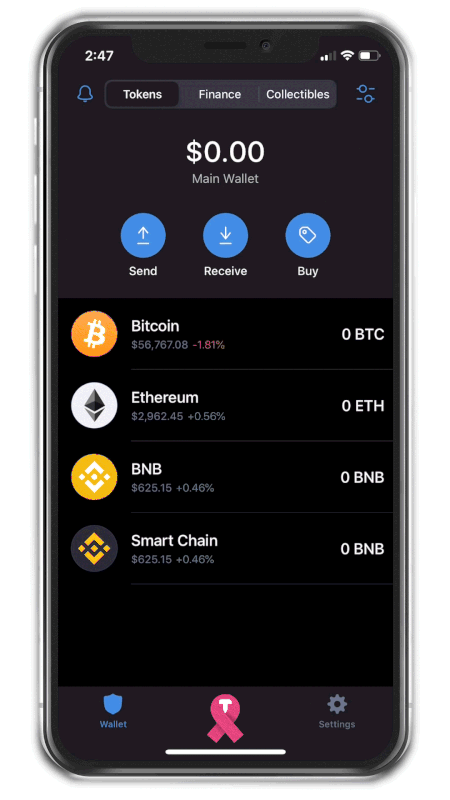 2:47
Tokens Finance Collectibles
$0.00
Main Wallet
Send Receive Buy
Bitcoin
$56,767.08 -1.81%
0 BTC
Ethereum
$2,962.45 +0.56%
0 ETH
BNB
$625.15 +0.46%
0 BNB
Smart Chain
$625.15 +0.46%
0 BNB
Wallet Settings